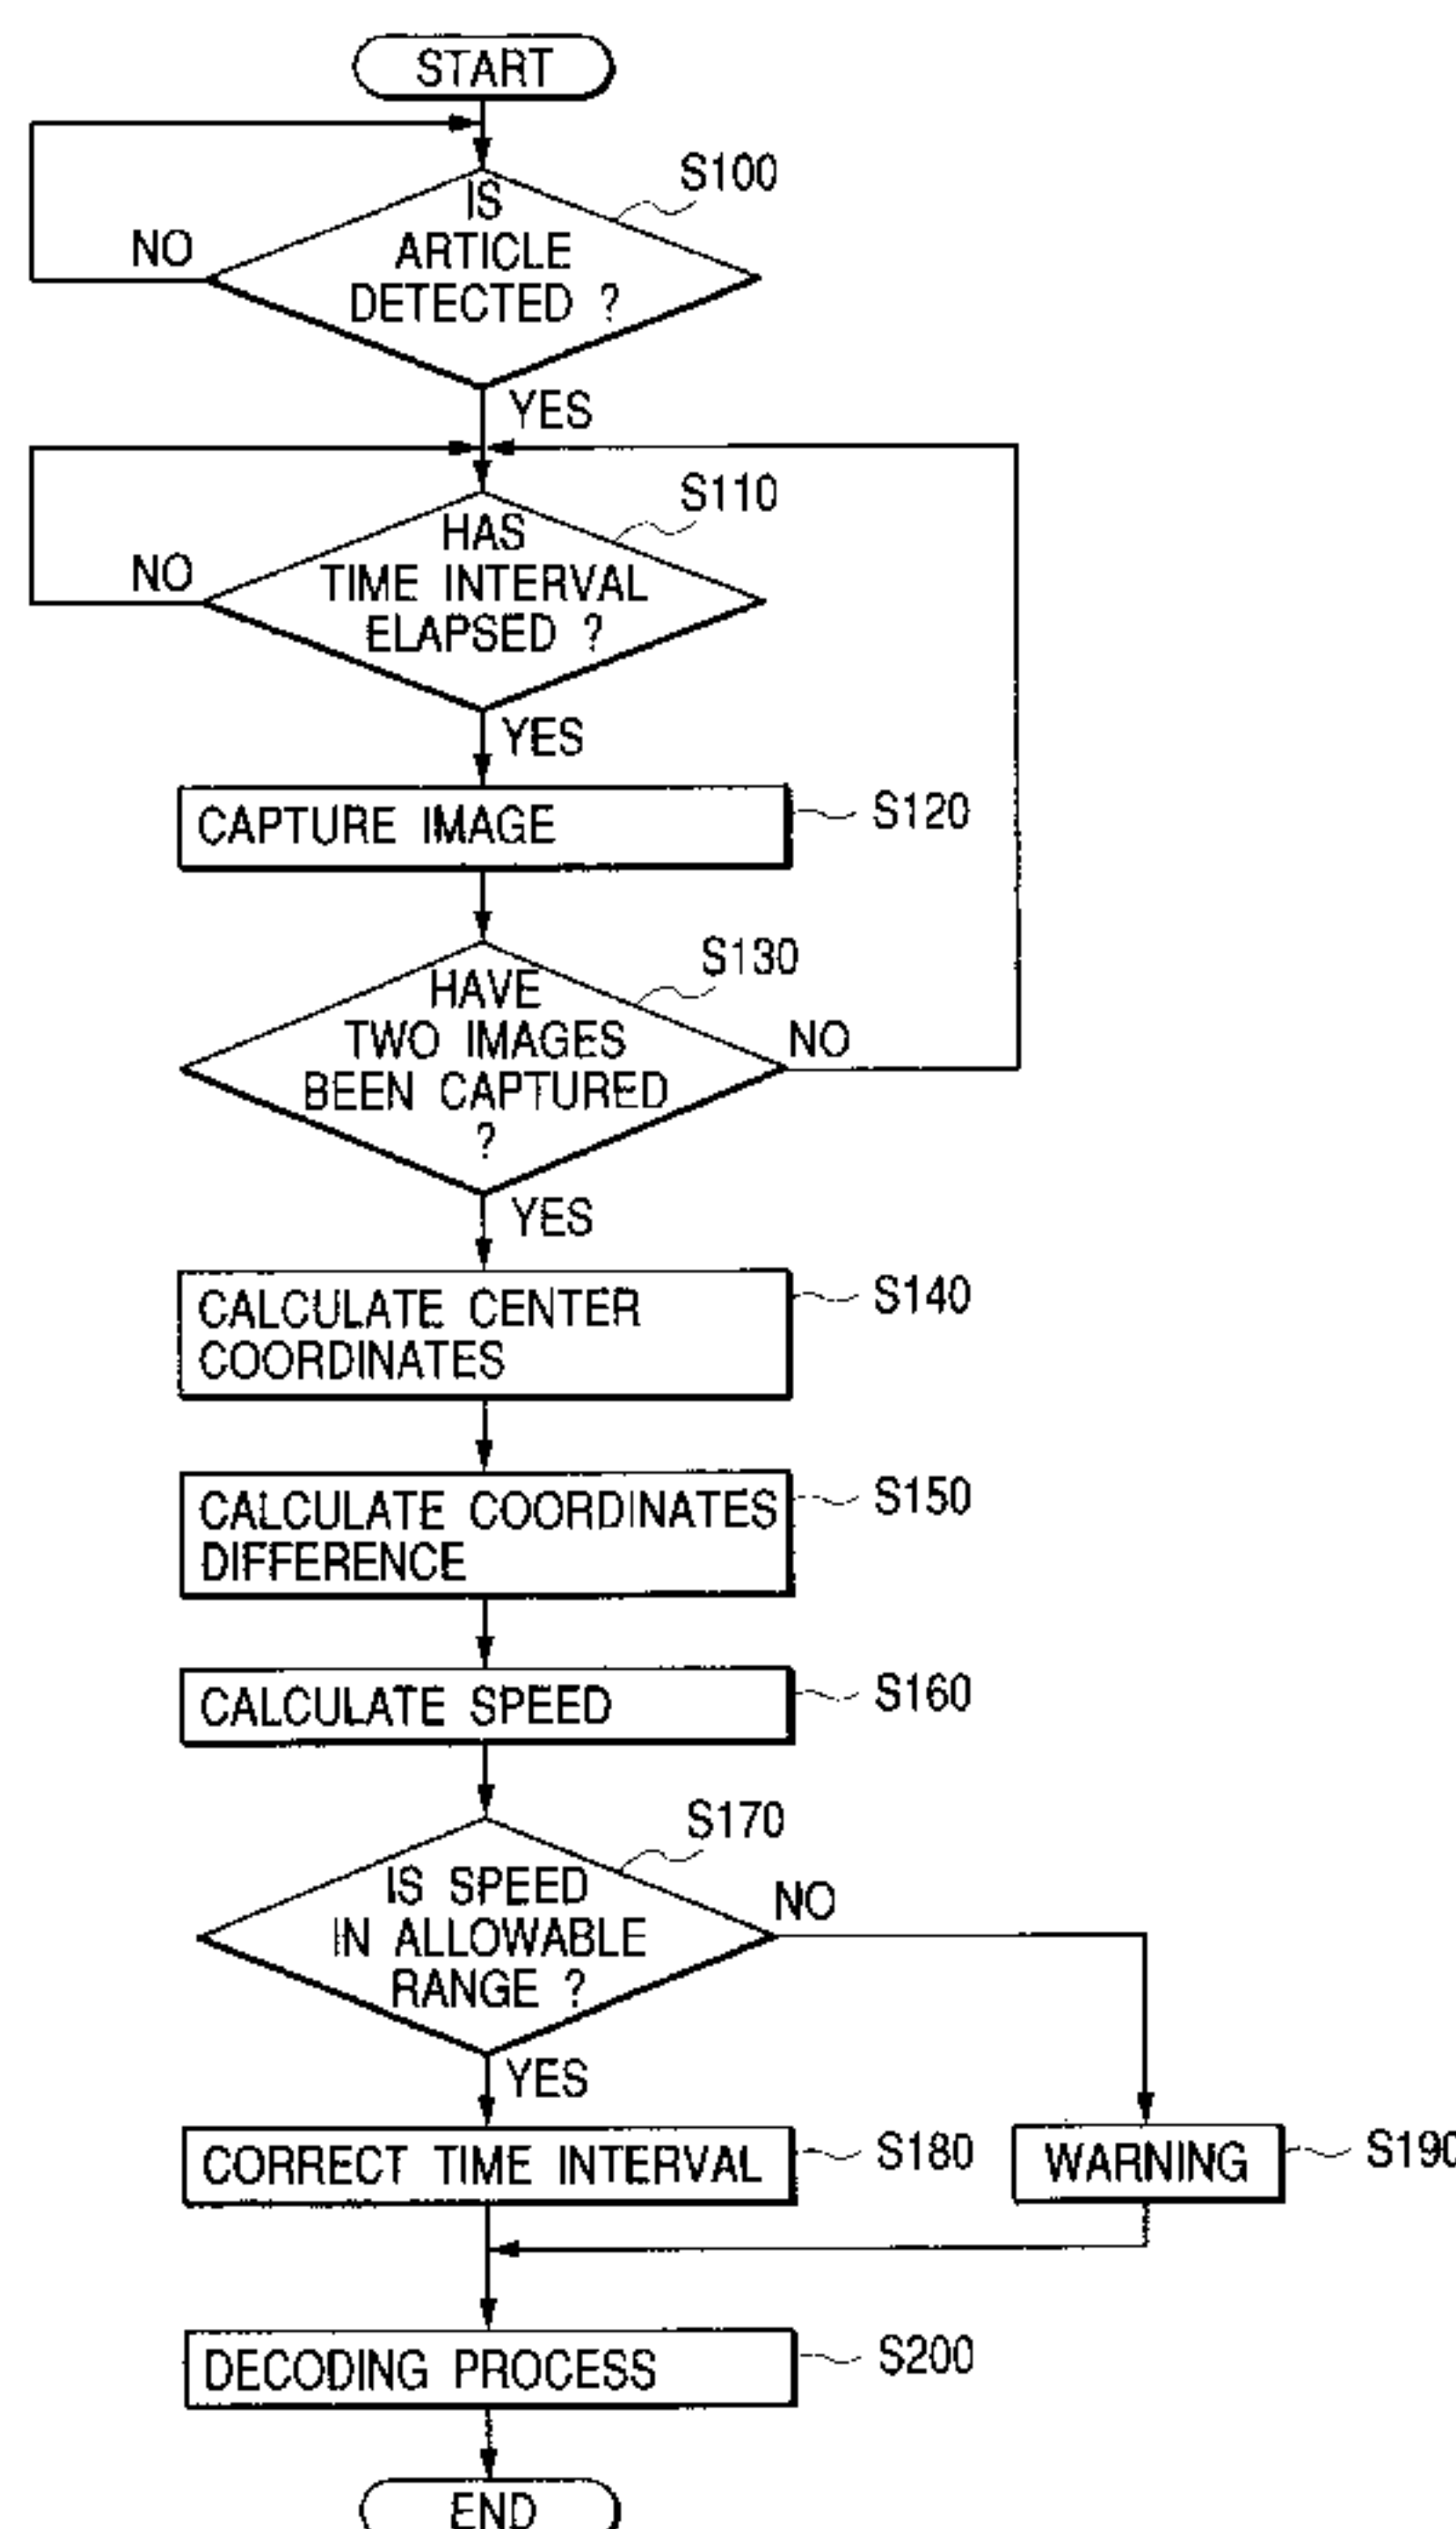 START
S100
IS
ARTICLE
DETECTED ?
NO
YES
S110
HAS
TIME INTERVAL
ELAPSED ?
NO
YES
CAPTURE IMAGE
S120
S130
HAVE
TWO IMAGES
BEEN CAPTURED
?
NO
YES
CALCULATE CENTER
COORDINATES
S140
CALCULATE COORDINATES
DIFFERENCE
S150
CALCULATE SPEED
S160
S170
IS SPEED
IN ALLOWABLE
RANGE ?
NO
YES
CORRECT TIME INTERVAL
S180
WARNING
S190
DECODING PROCESS
S200
END